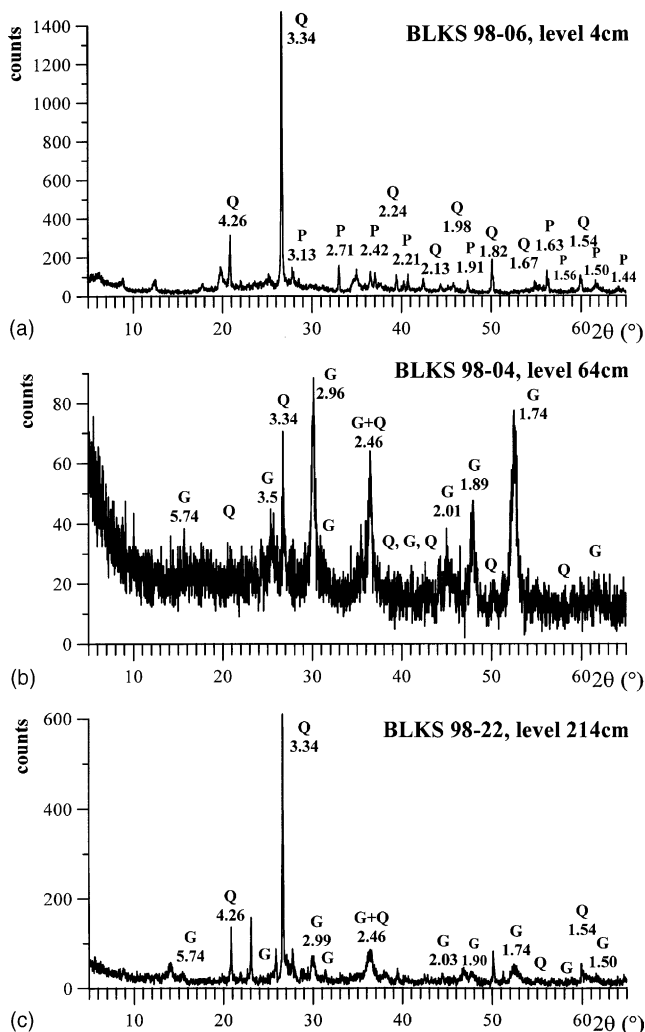 BLKS 98-06, level 4cm
counts
1400
1200
1000
800
600
400
200
0
Q
3.34
Q
4.26
P
3.13
P
2.71
P
2.42
Q
2.24
P
2.21
Q
2.13
Q
1.98
P
1.91
Q
1.82
Q
1.67
P
1.63
P
1.56
Q
1.54
P
1.50
P
1.44
10 20 30 40 50 60 2θ (°)
(a)
BLKS 98-04, level 64cm
counts
80
60
40
20
0
G
5.74
Q
G
3.5
Q
3.34
G
2.96
G
G+Q
2.46
Q, G, Q
G
2.01
G
1.89
Q
G
1.74
Q
G
10 20 30 40 50 60 2θ (°)
(b)
BLKS 98-22, level 214cm
counts
600
400
200
0
G
5.74
Q
4.26
G
Q
3.34
G
2.99
G
G+Q
2.46
G
2.03
G
1.90
G
1.74
Q
G
Q
1.54
G
1.50
10 20 30 40 50 60 2θ (°)
(c)